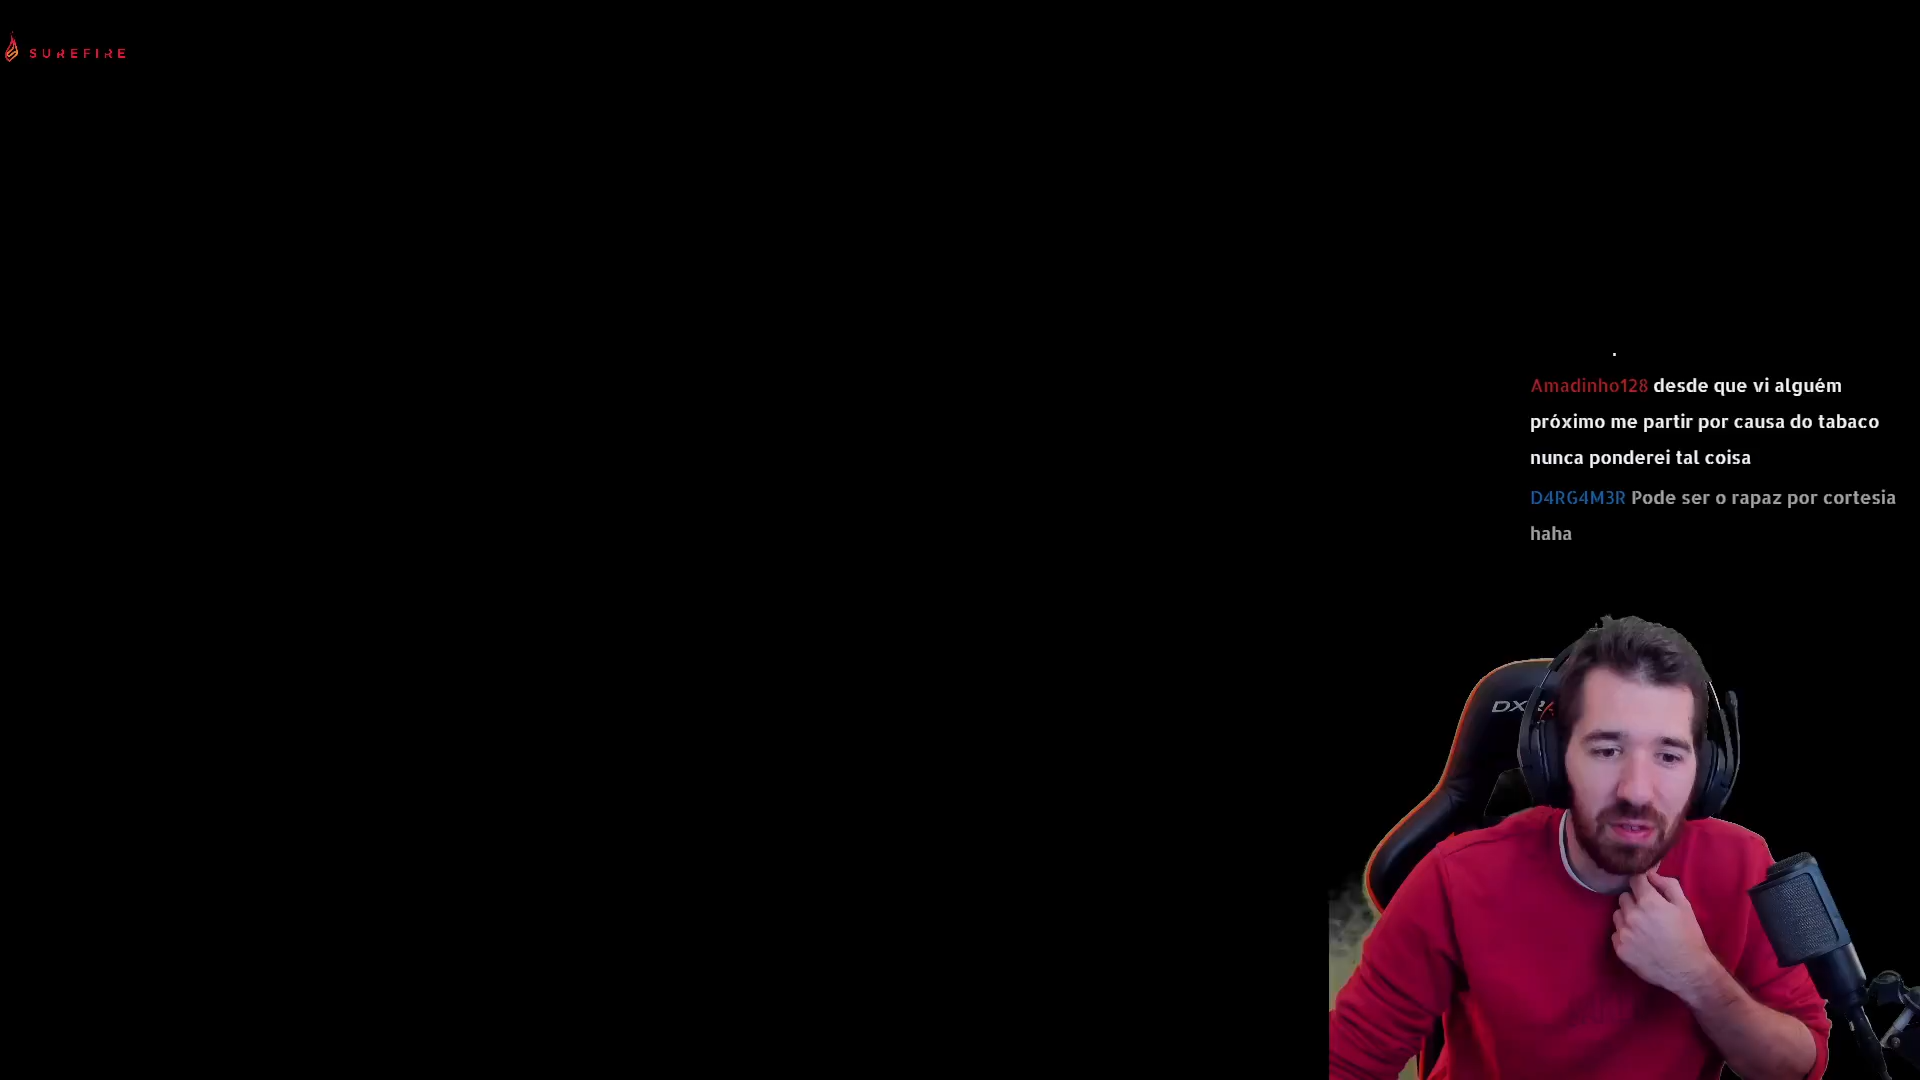 SUREFIRE
.
Amadinho128 desde que vi alguém
próximo me partir por causa do tabaco
nunca ponderei tal coisa
D4RG4M3R Pode ser o rapaz por cortesia
haha